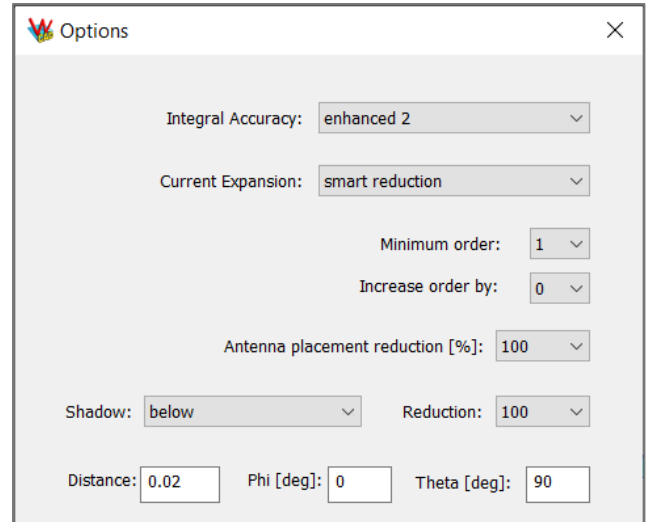 Options
Integral Accuracy: enhanced 2
Current Expansion: smart reduction
Minimum order: 1
Increase order by: 0
Antenna placement reduction [%]: 100
Shadow: below Reduction: 100
Distance: 0.02 Phi [deg]: 0 Theta [deg]: 90